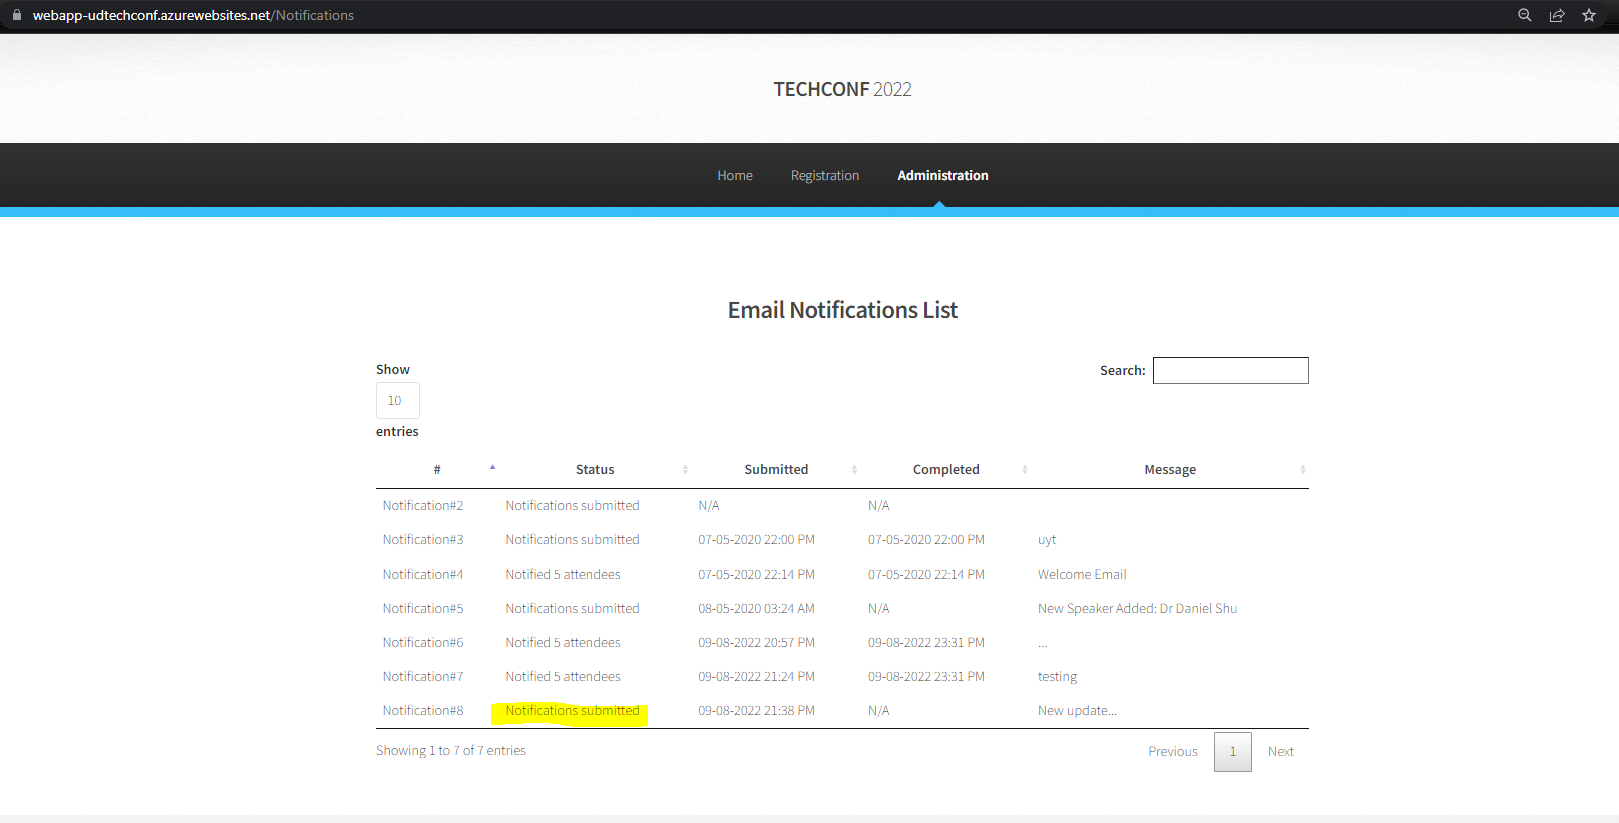 webapp-udtechconf.azurewebsites.net/Notifications
TECHCONF 2022
Home Registration Administration
Email Notifications List
Show
10
entries
Search:
# Status Submitted Completed Message
Notification#2 Notifications submitted N/A N/A
Notification#3 Notifications submitted 07-05-2020 22:00 PM 07-05-2020 22:00 PM uyt
Notification#4 Notified 5 attendees 07-05-2020 22:14 PM 07-05-2020 22:14 PM Welcome Email
Notification#5 Notifications submitted 08-05-2020 03:24 AM N/A New Speaker Added: Dr Daniel Shu
Notification#6 Notified 5 attendees 09-08-2022 20:57 PM 09-08-2022 23:31 PM ...
Notification#7 Notified 5 attendees 09-08-2022 21:24 PM 09-08-2022 23:31 PM testing
Notification#8 Notifications submitted 09-08-2022 21:38 PM N/A New update...
Showing 1 to 7 of 7 entries
Previous 1 Next